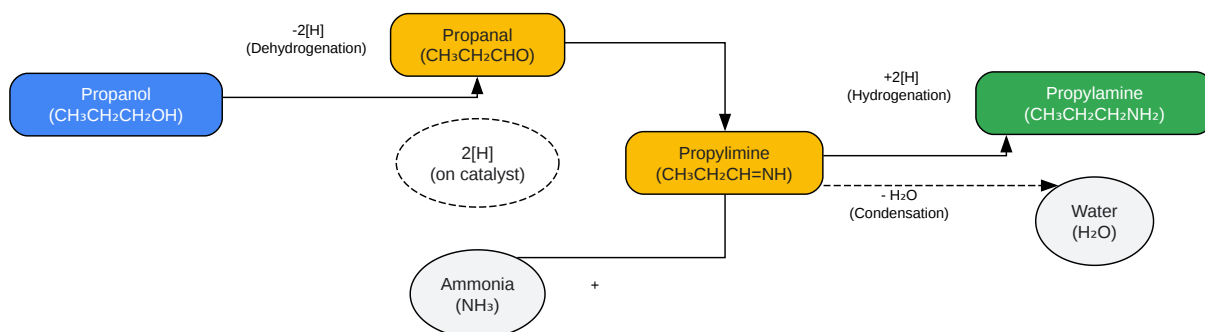 -2[H]
(Dehydrogenation)
Propanal
(CH₃CH₂CHO)
Propanol
(CH₃CH₂CH₂OH)
2[H]
(on catalyst)
Propylimine
(CH₃CH₂CH=NH)
+2[H]
(Hydrogenation)
Propylamine
(CH₃CH₂CH₂NH₂)
- H₂O
(Condensation)
Water
(H₂O)
Ammonia
(NH₃)
+